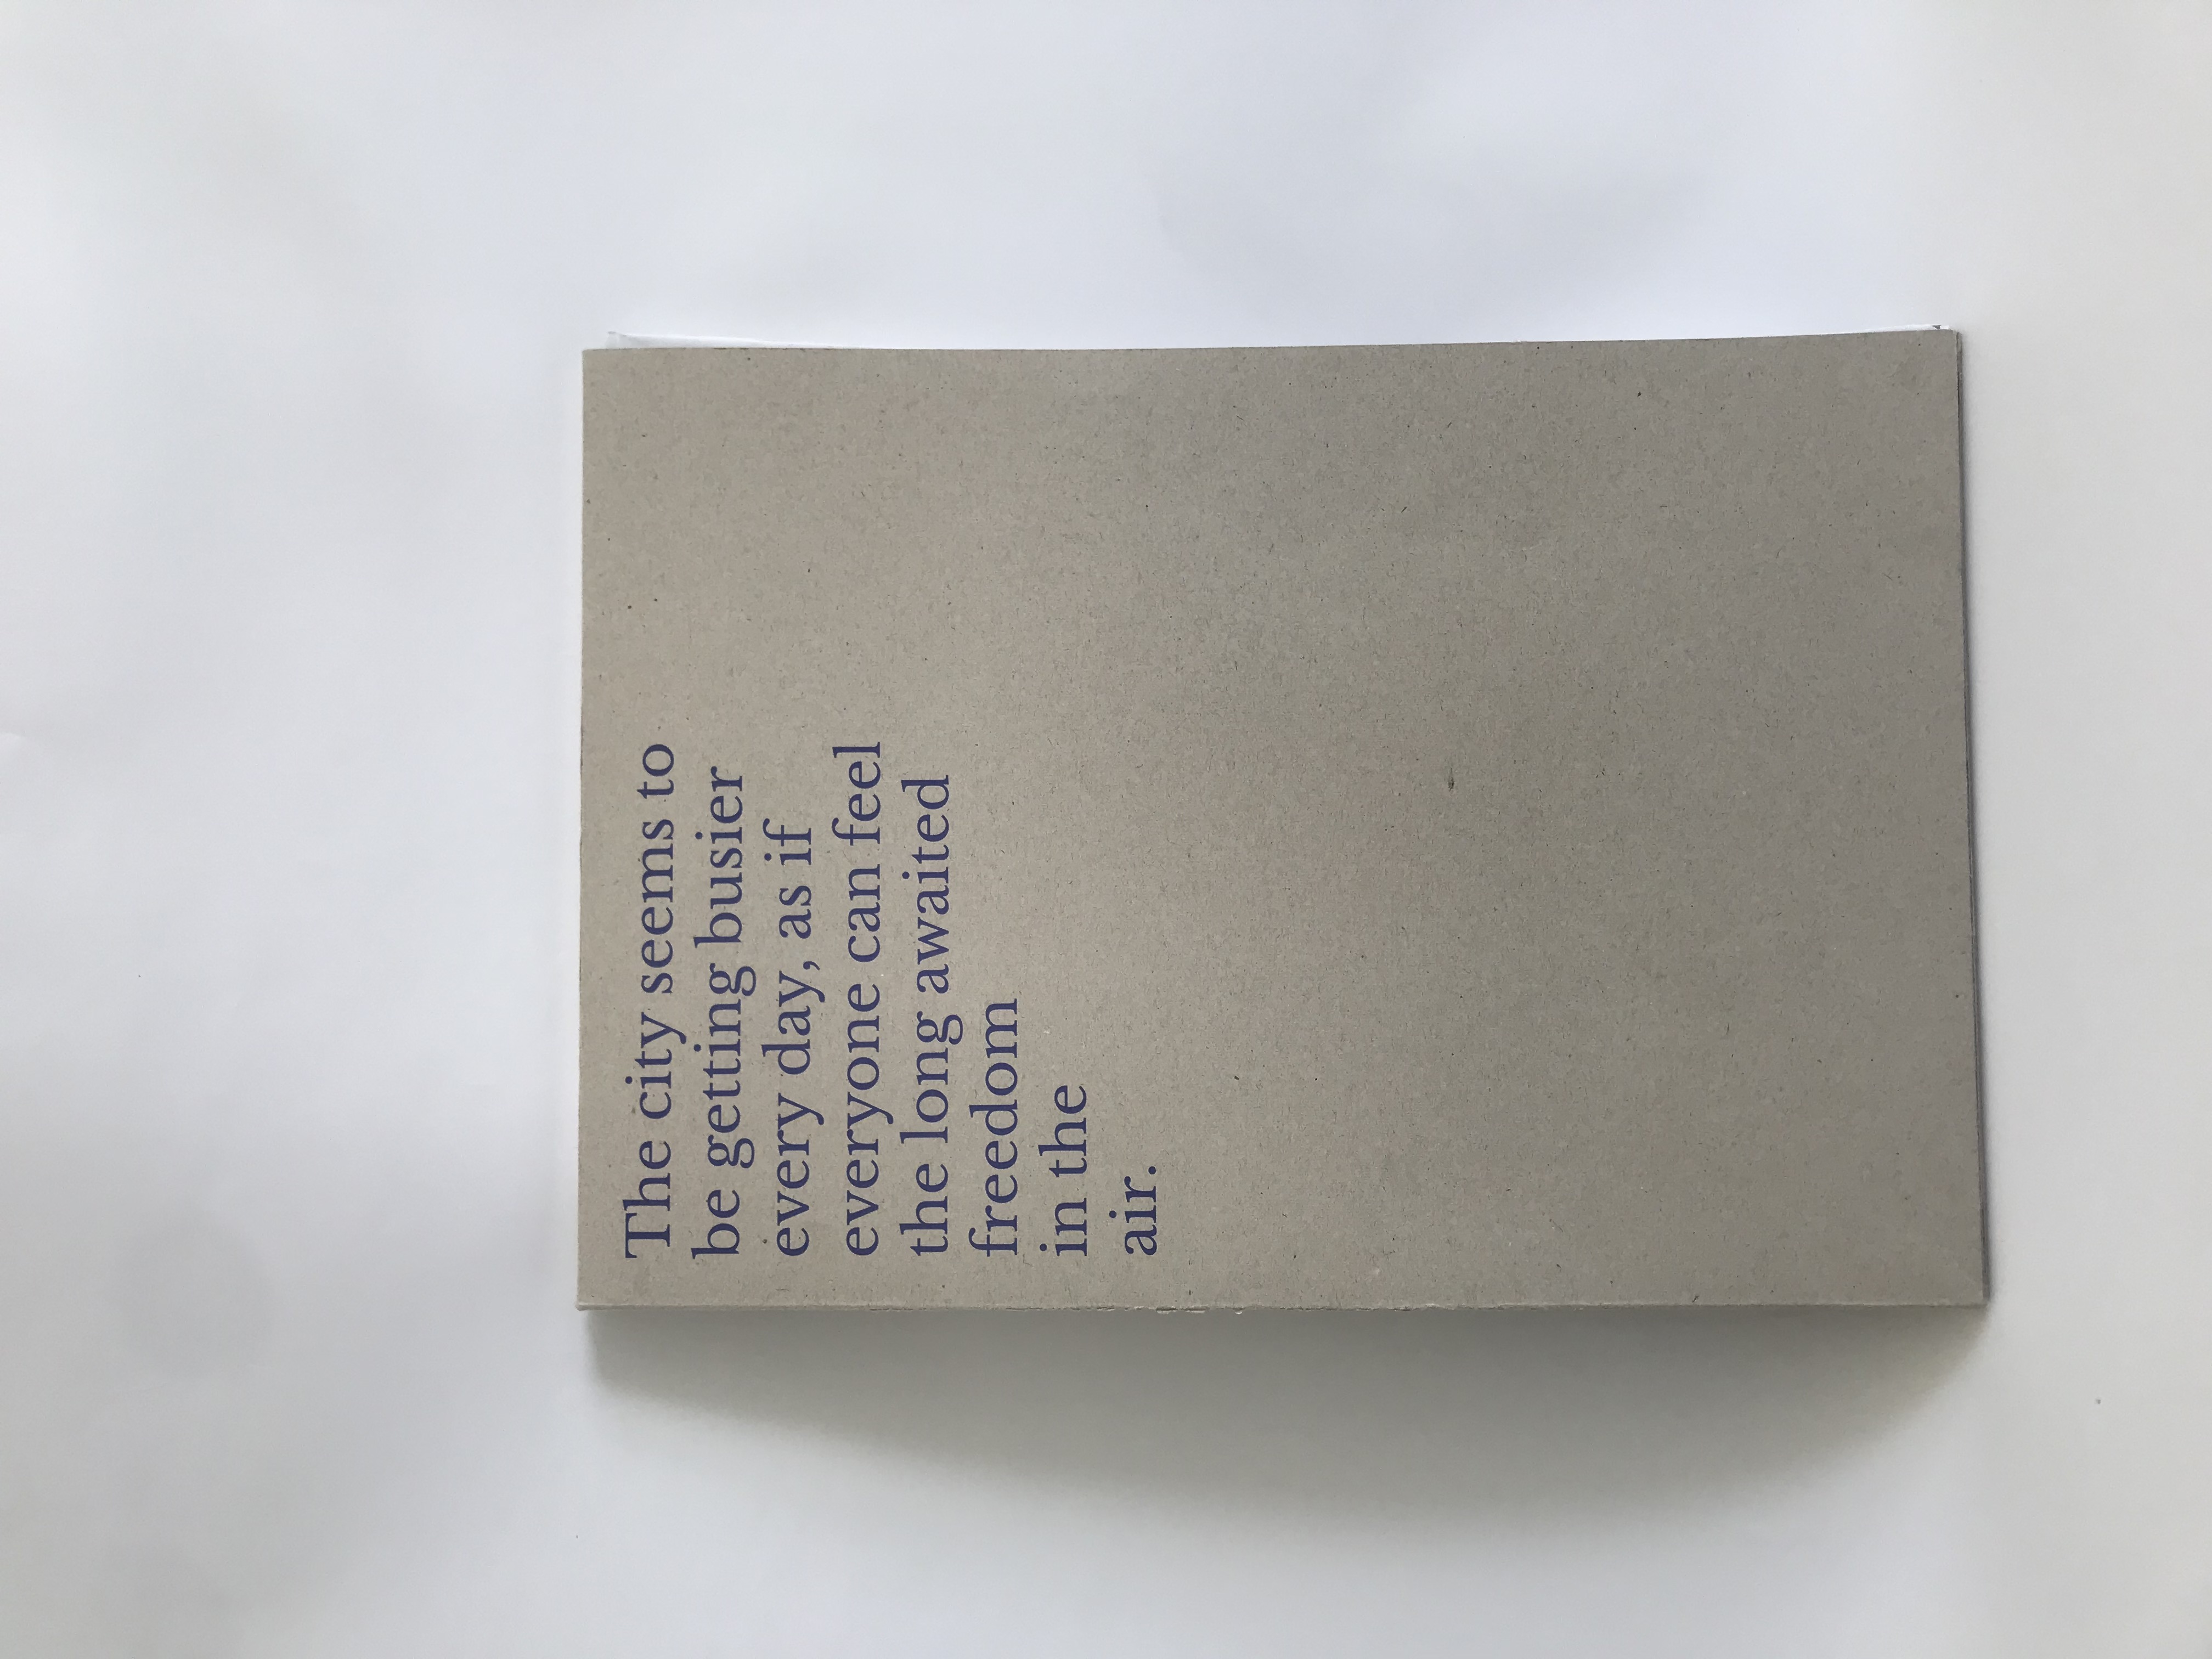 The city seems to
be getting busier
every day, as if
everyone can feel
the long awaited
freedom
in the
air.